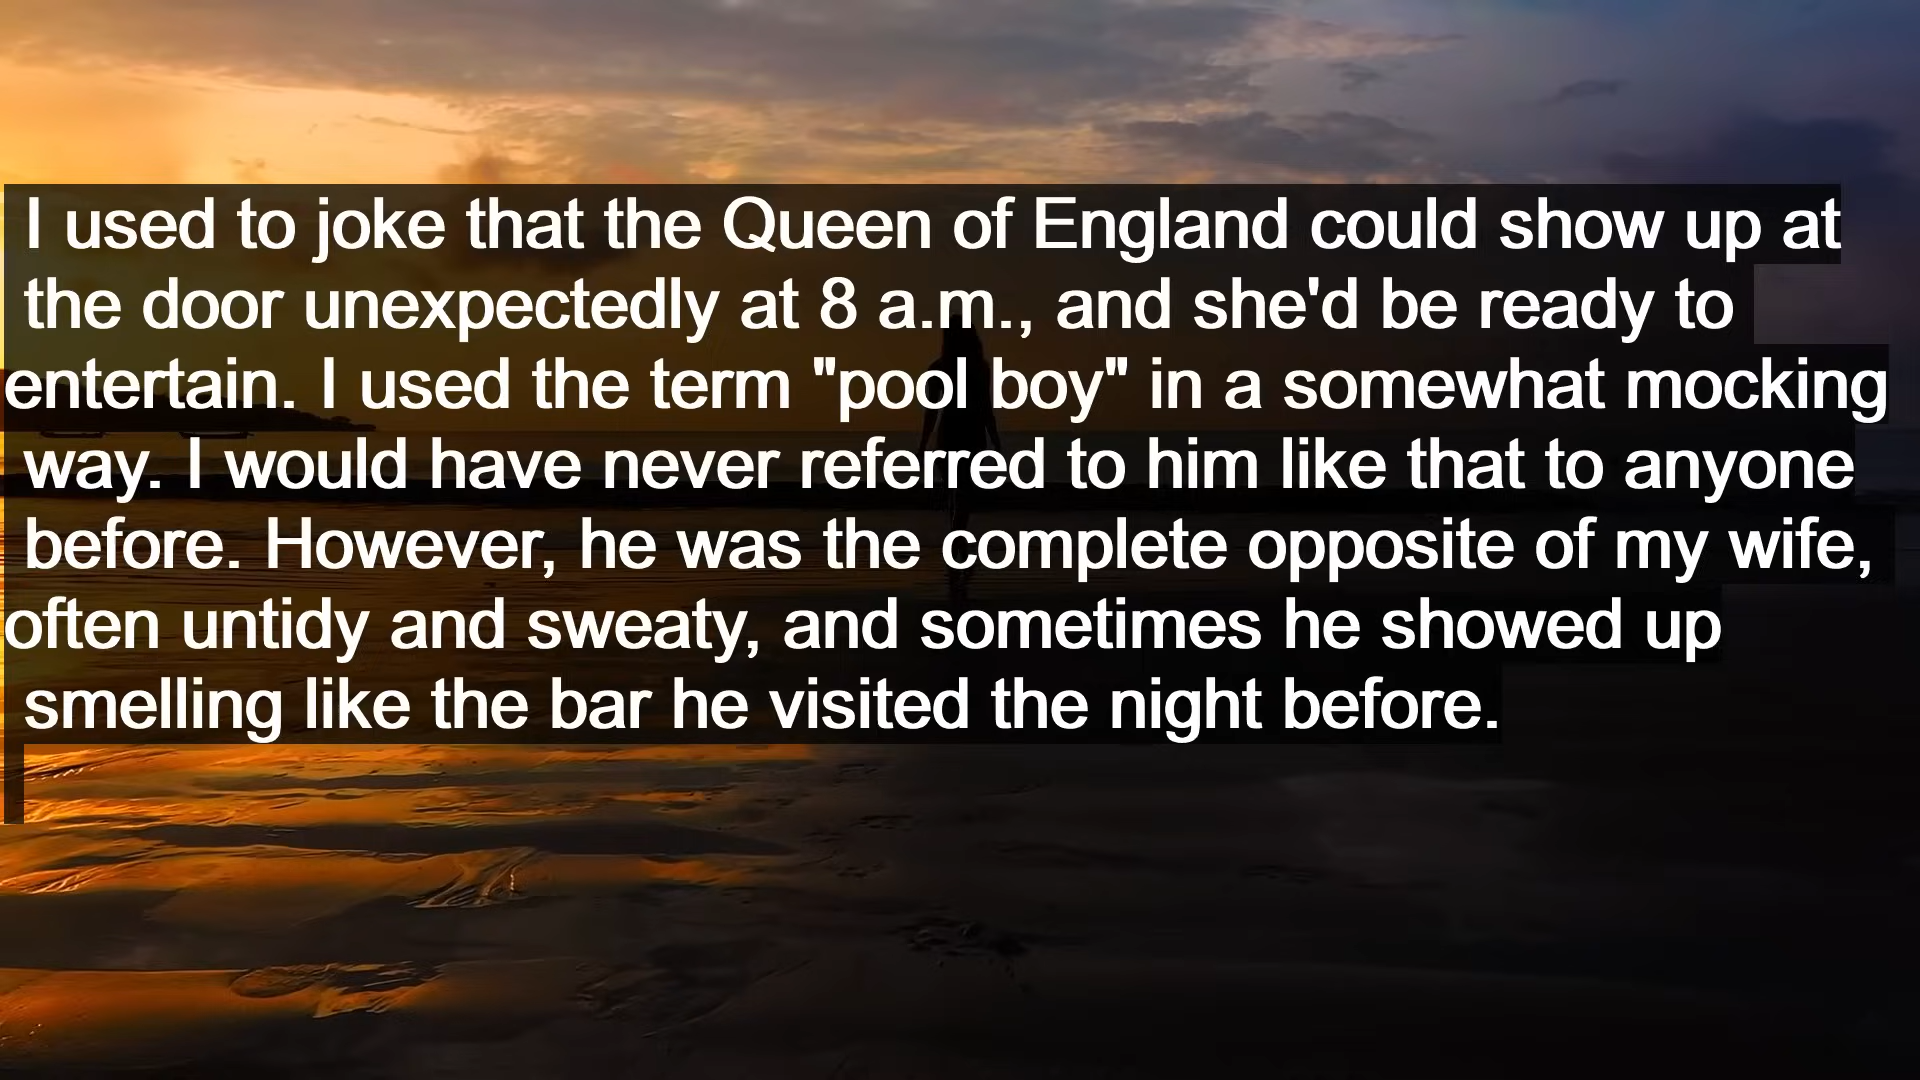 I used to joke that the Queen of England could show up at
the door unexpectedly at 8 a.m., and she'd be ready to
entertain. I used the term "pool boy" in a somewhat mocking
way. I would have never referred to him like that to anyone
before. However, he was the complete opposite of my wife,
often untidy and sweaty, and sometimes he showed up
smelling like the bar he visited the night before.